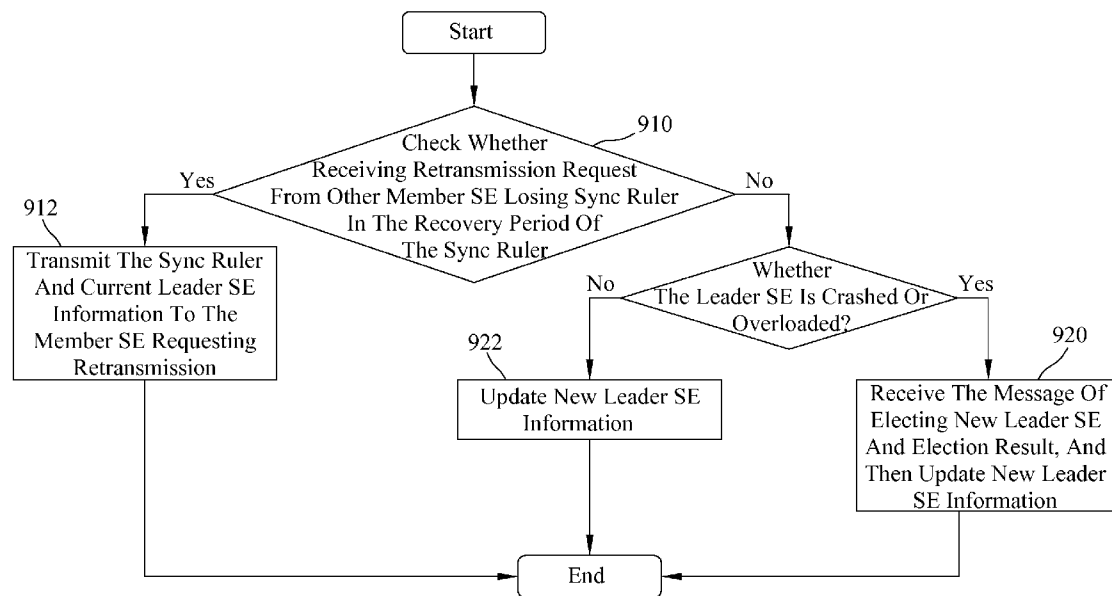 Start
910
Check Whether
Receiving Retransmission Request
From Other Member SE Losing Sync Ruler
In The Recovery Period Of
The Sync Ruler
Yes
No
912
Transmit The Sync Ruler
And Current Leader SE
Information To The
Member SE Requesting
Retransmission
Whether
The Leader SE Is Crashed Or
Overloaded?
No
Yes
922
Update New Leader SE
Information
920
Receive The Message Of
Electing New Leader SE
And Election Result, And
Then Update New Leader
SE Information
End